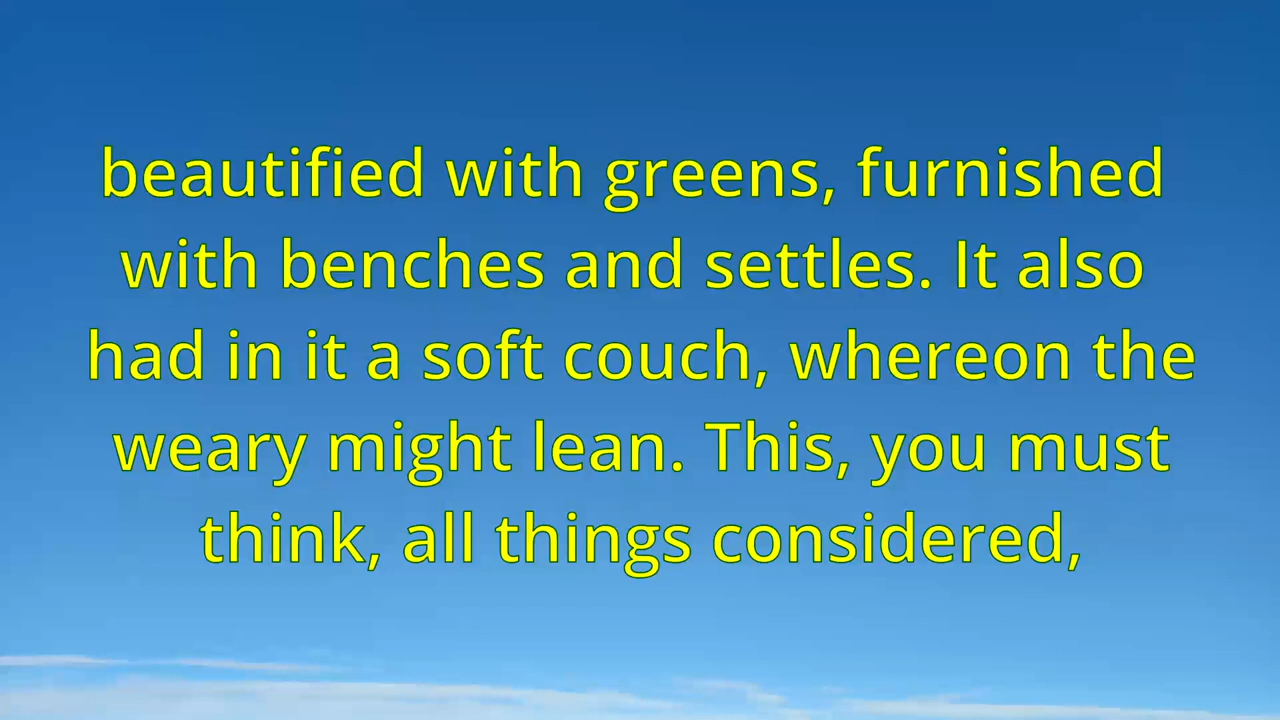 beautified with greens, furnished
with benches and settles. It also
had in it a soft couch, whereon the
weary might lean. This, you must
think, all things considered,